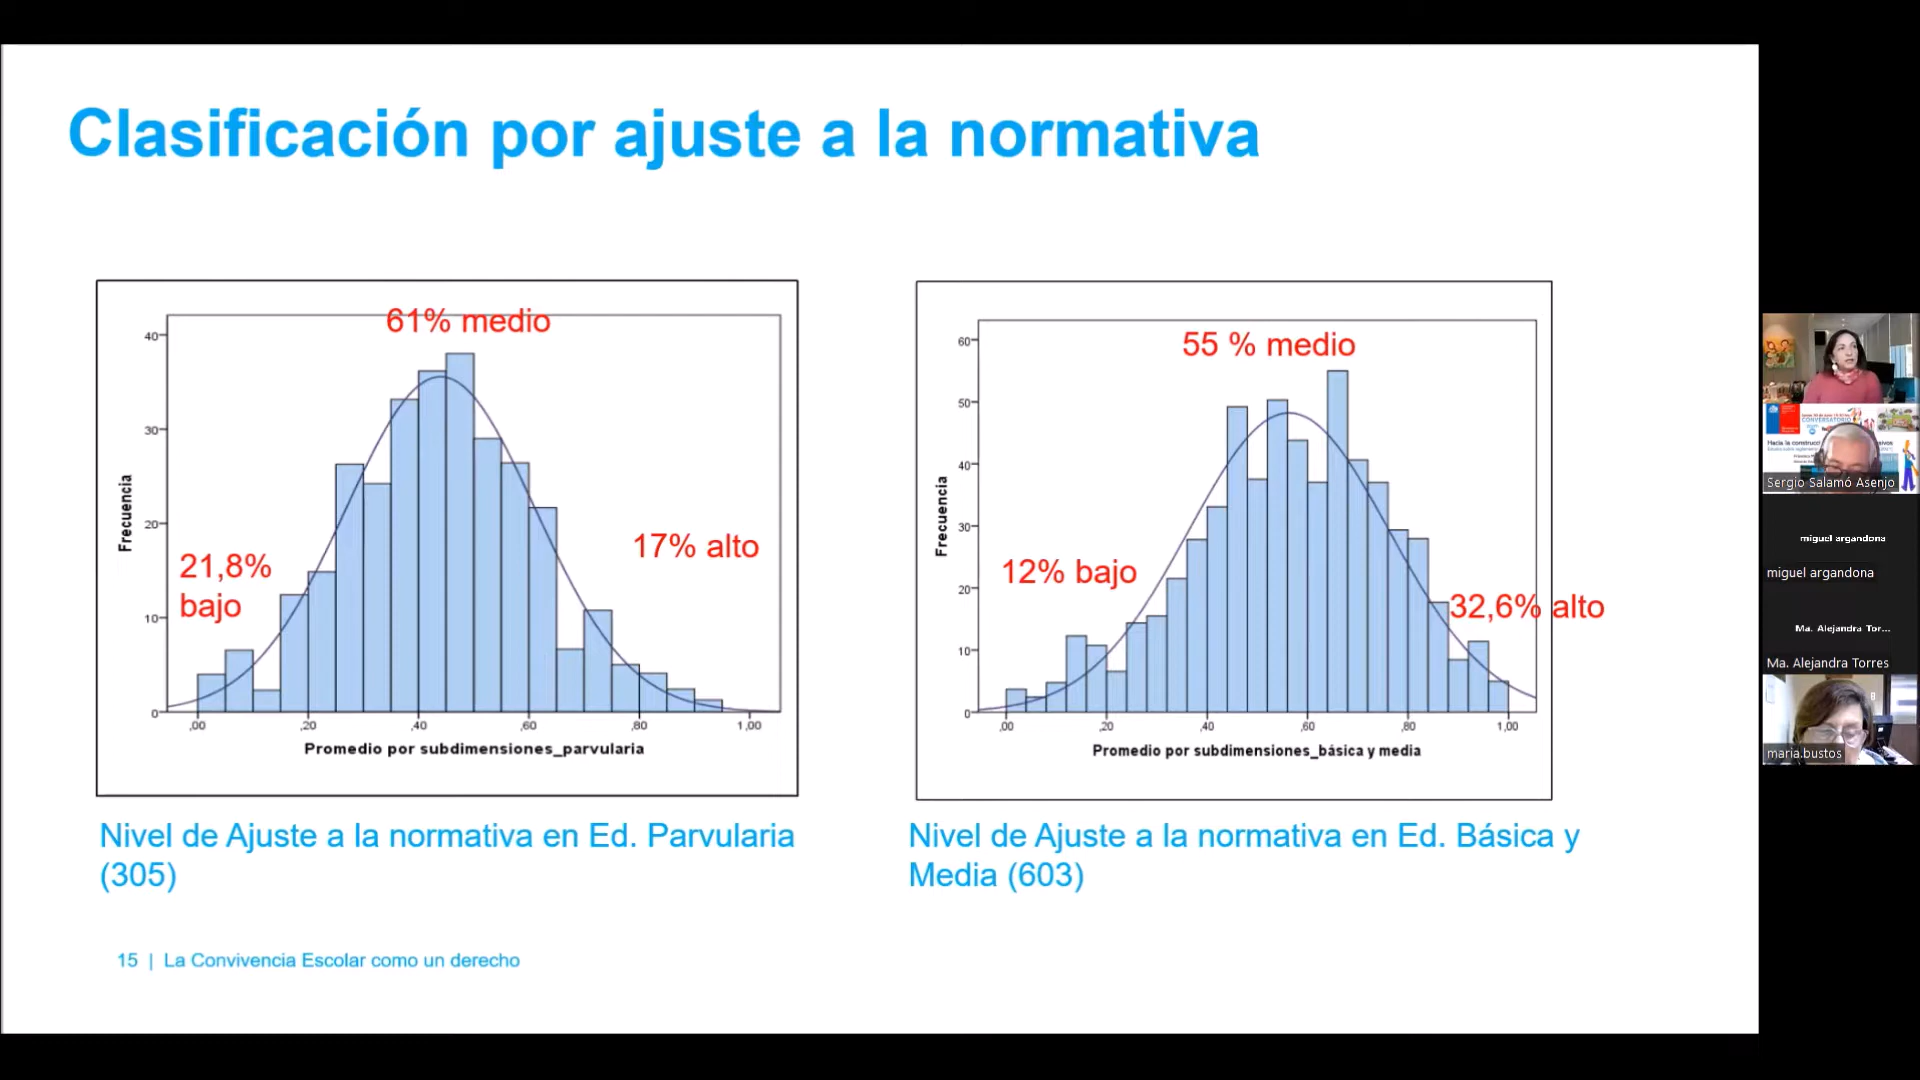 Clasificación por ajuste a la normativa
61% medio
40
30
20
10
0
Frecuencia
21,8%
bajo
17% alto
,00 ,20 ,40 ,60 ,80 1,00
Promedio por subdimensiones_parvularia
Nivel de Ajuste a la normativa en Ed. Parvularia
(305)
55 % medio
60
50
40
30
20
10
0
Frecuencia
12% bajo
32,6% alto
,00 ,20 ,40 ,60 ,80 1,00
Promedio por subdimensiones_básica y media
Nivel de Ajuste a la normativa en Ed. Básica y
Media (603)
15 | La Convivencia Escolar como un derecho
CONVERSATORIO
Hacia la construcc
Sergio Salamó Asenjo
miguel argandona
miguel argandona
Ma. Alejandra Tor...
Ma. Alejandra Torres
maria.bustos